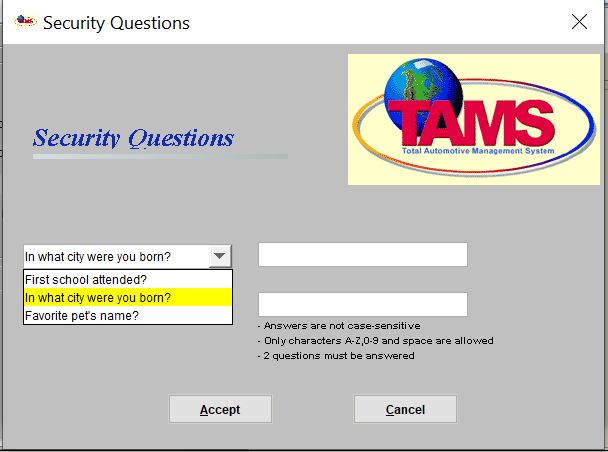 Security Questions
TAMS
Total Automotive Management System
Security Questions
In what city were you born?
First school attended?
In what city were you born?
Favorite pet's name?
- Answers are not case-sensitive
- Only characters A-Z,0-9 and space are allowed
- 2 questions must be answered
Accept
Cancel